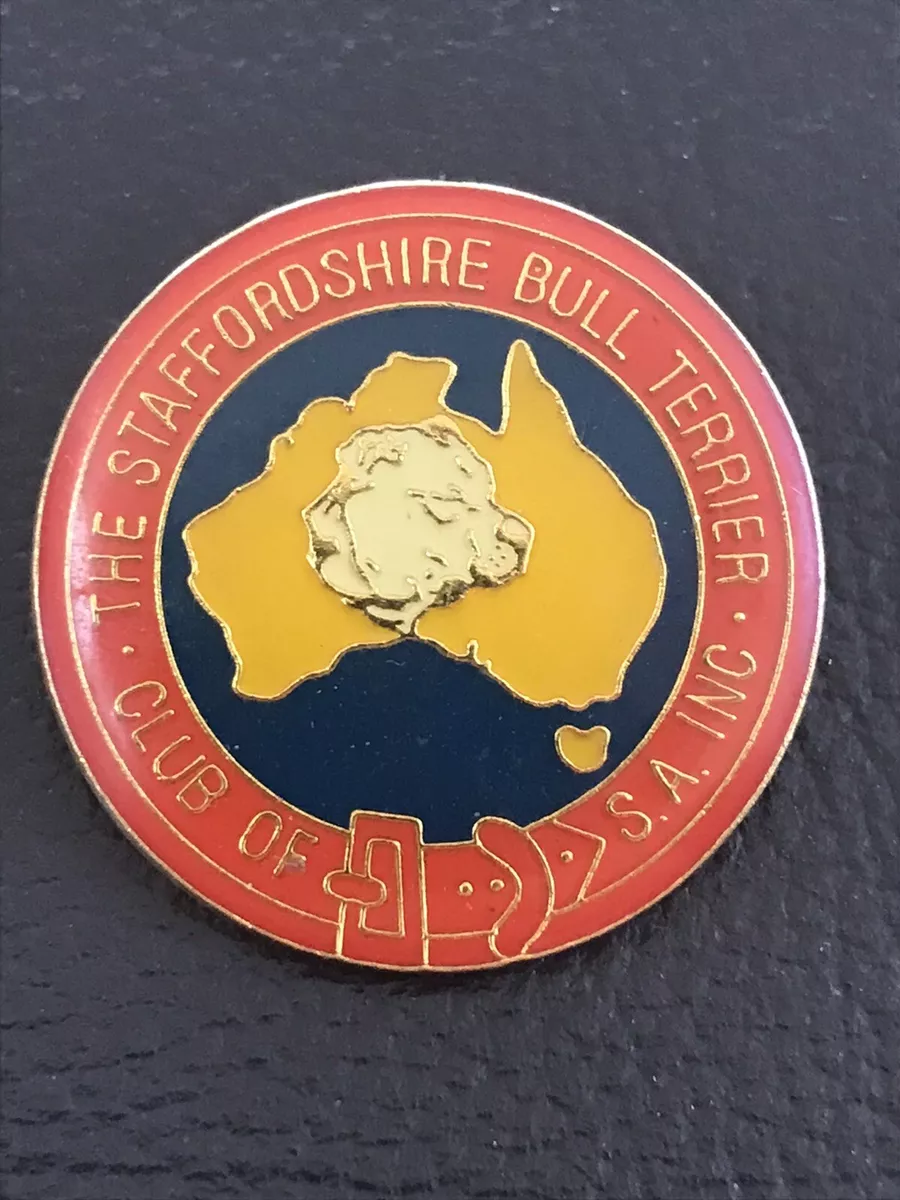 · THE STAFFORDSHIRE BULL TERRIER ·
CLUB OF S.A. INC